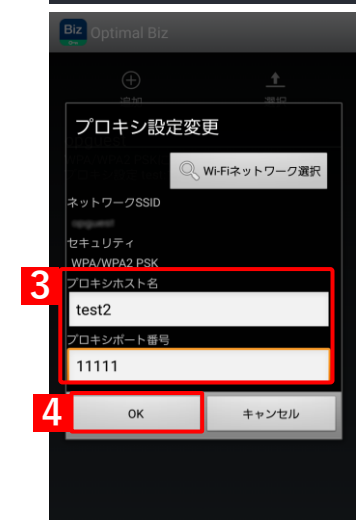 Biz
Optimal Biz
追加
選択
プロキシ設定変更
Wi-Fiネットワーク選択
ネットワークSSID
セキュリティ
WPA/WPA2 PSK
3
プロキシホスト名
test2
プロキシポート番号
11111
4
OK
キャンセル